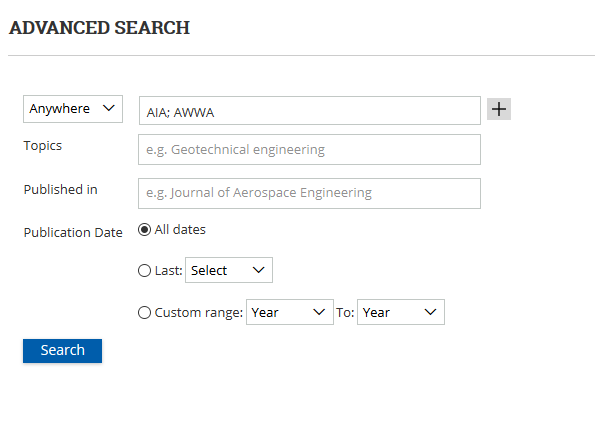 ADVANCED SEARCH
Anywhere AIA; AWWA
Topics e.g. Geotechnical engineering
Published in e.g. Journal of Aerospace Engineering
Publication Date All dates
Last: Select
Custom range: Year To: Year
Search